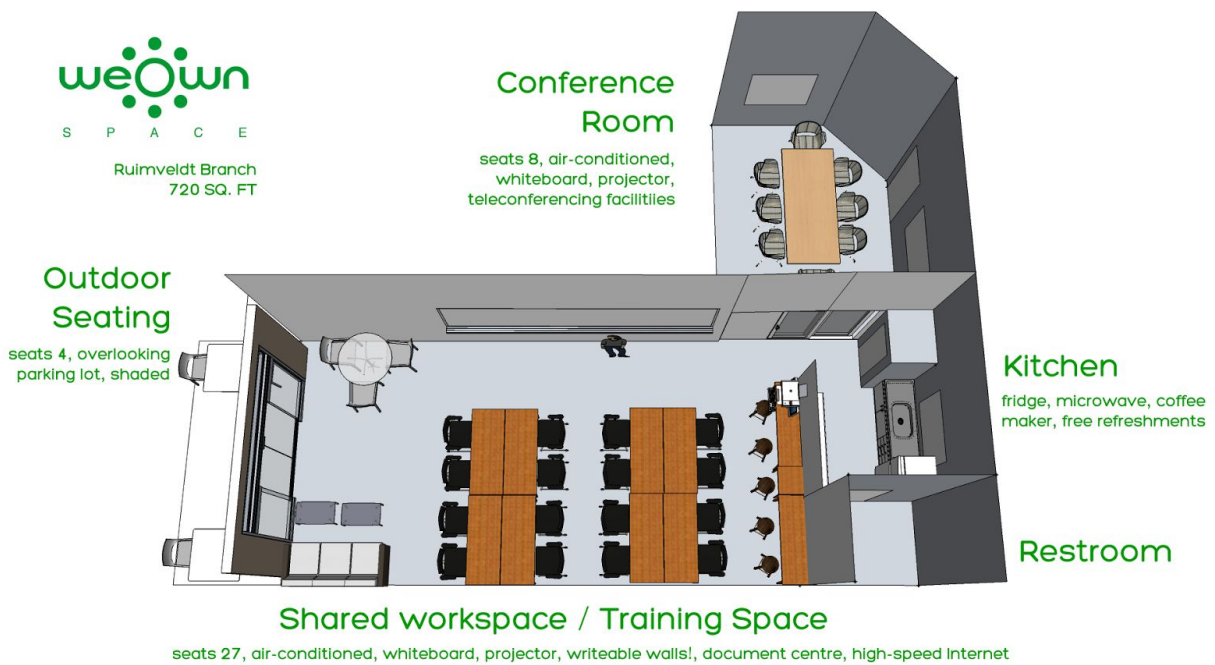 weOwn
SPACE
Ruimveldt Branch
720 SQ. FT
Conference
Room
seats 8, air-conditioned,
whiteboard, projector,
teleconferencing facilitiies
Outdoor
Seating
seats 4, overlooking
parking lot, shaded
Kitchen
fridge, microwave, coffee
maker, free refreshments
Restroom
Shared workspace / Training Space
seats 27, air-conditioned, whiteboard, projector, writeable walls!, document centre, high-speed Internet